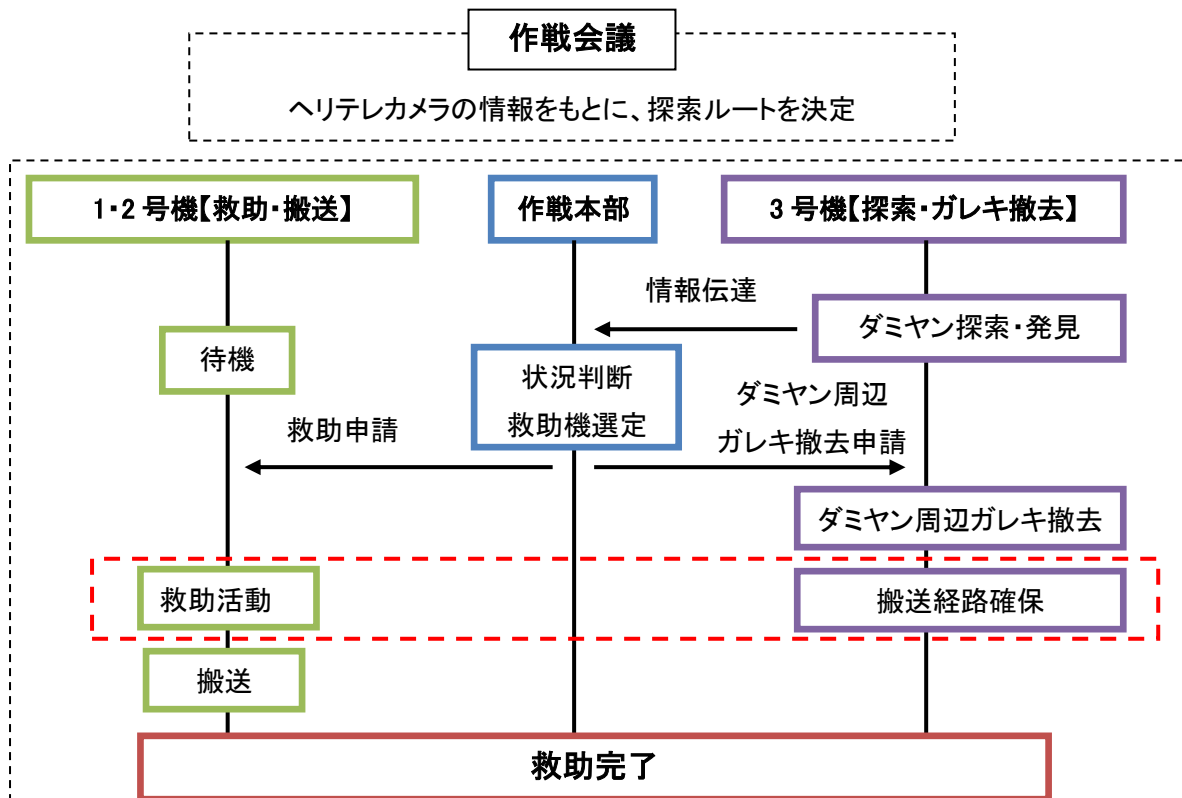 作戦会議
ヘリテレカメラの情報をもとに、探索ルートを決定
1・2号機【救助・搬送】
作戦本部
3号機【探索・ガレキ撤去】
情報伝達
ダミヤン探索・発見
待機
状況判断
救助機選定
ダミヤン周辺
ガレキ撤去申請
救助申請
ダミヤン周辺ガレキ撤去
救助活動
搬送経路確保
搬送
救助完了